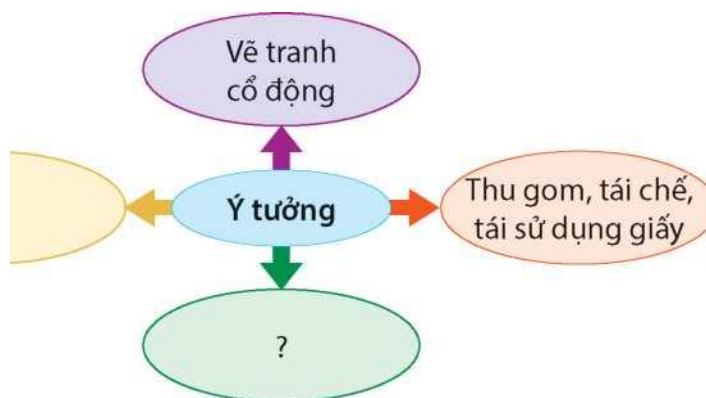 Vẽ tranh
cổ động
Ý tưởng
Thu gom, tái chế,
tái sử dụng giấy
?